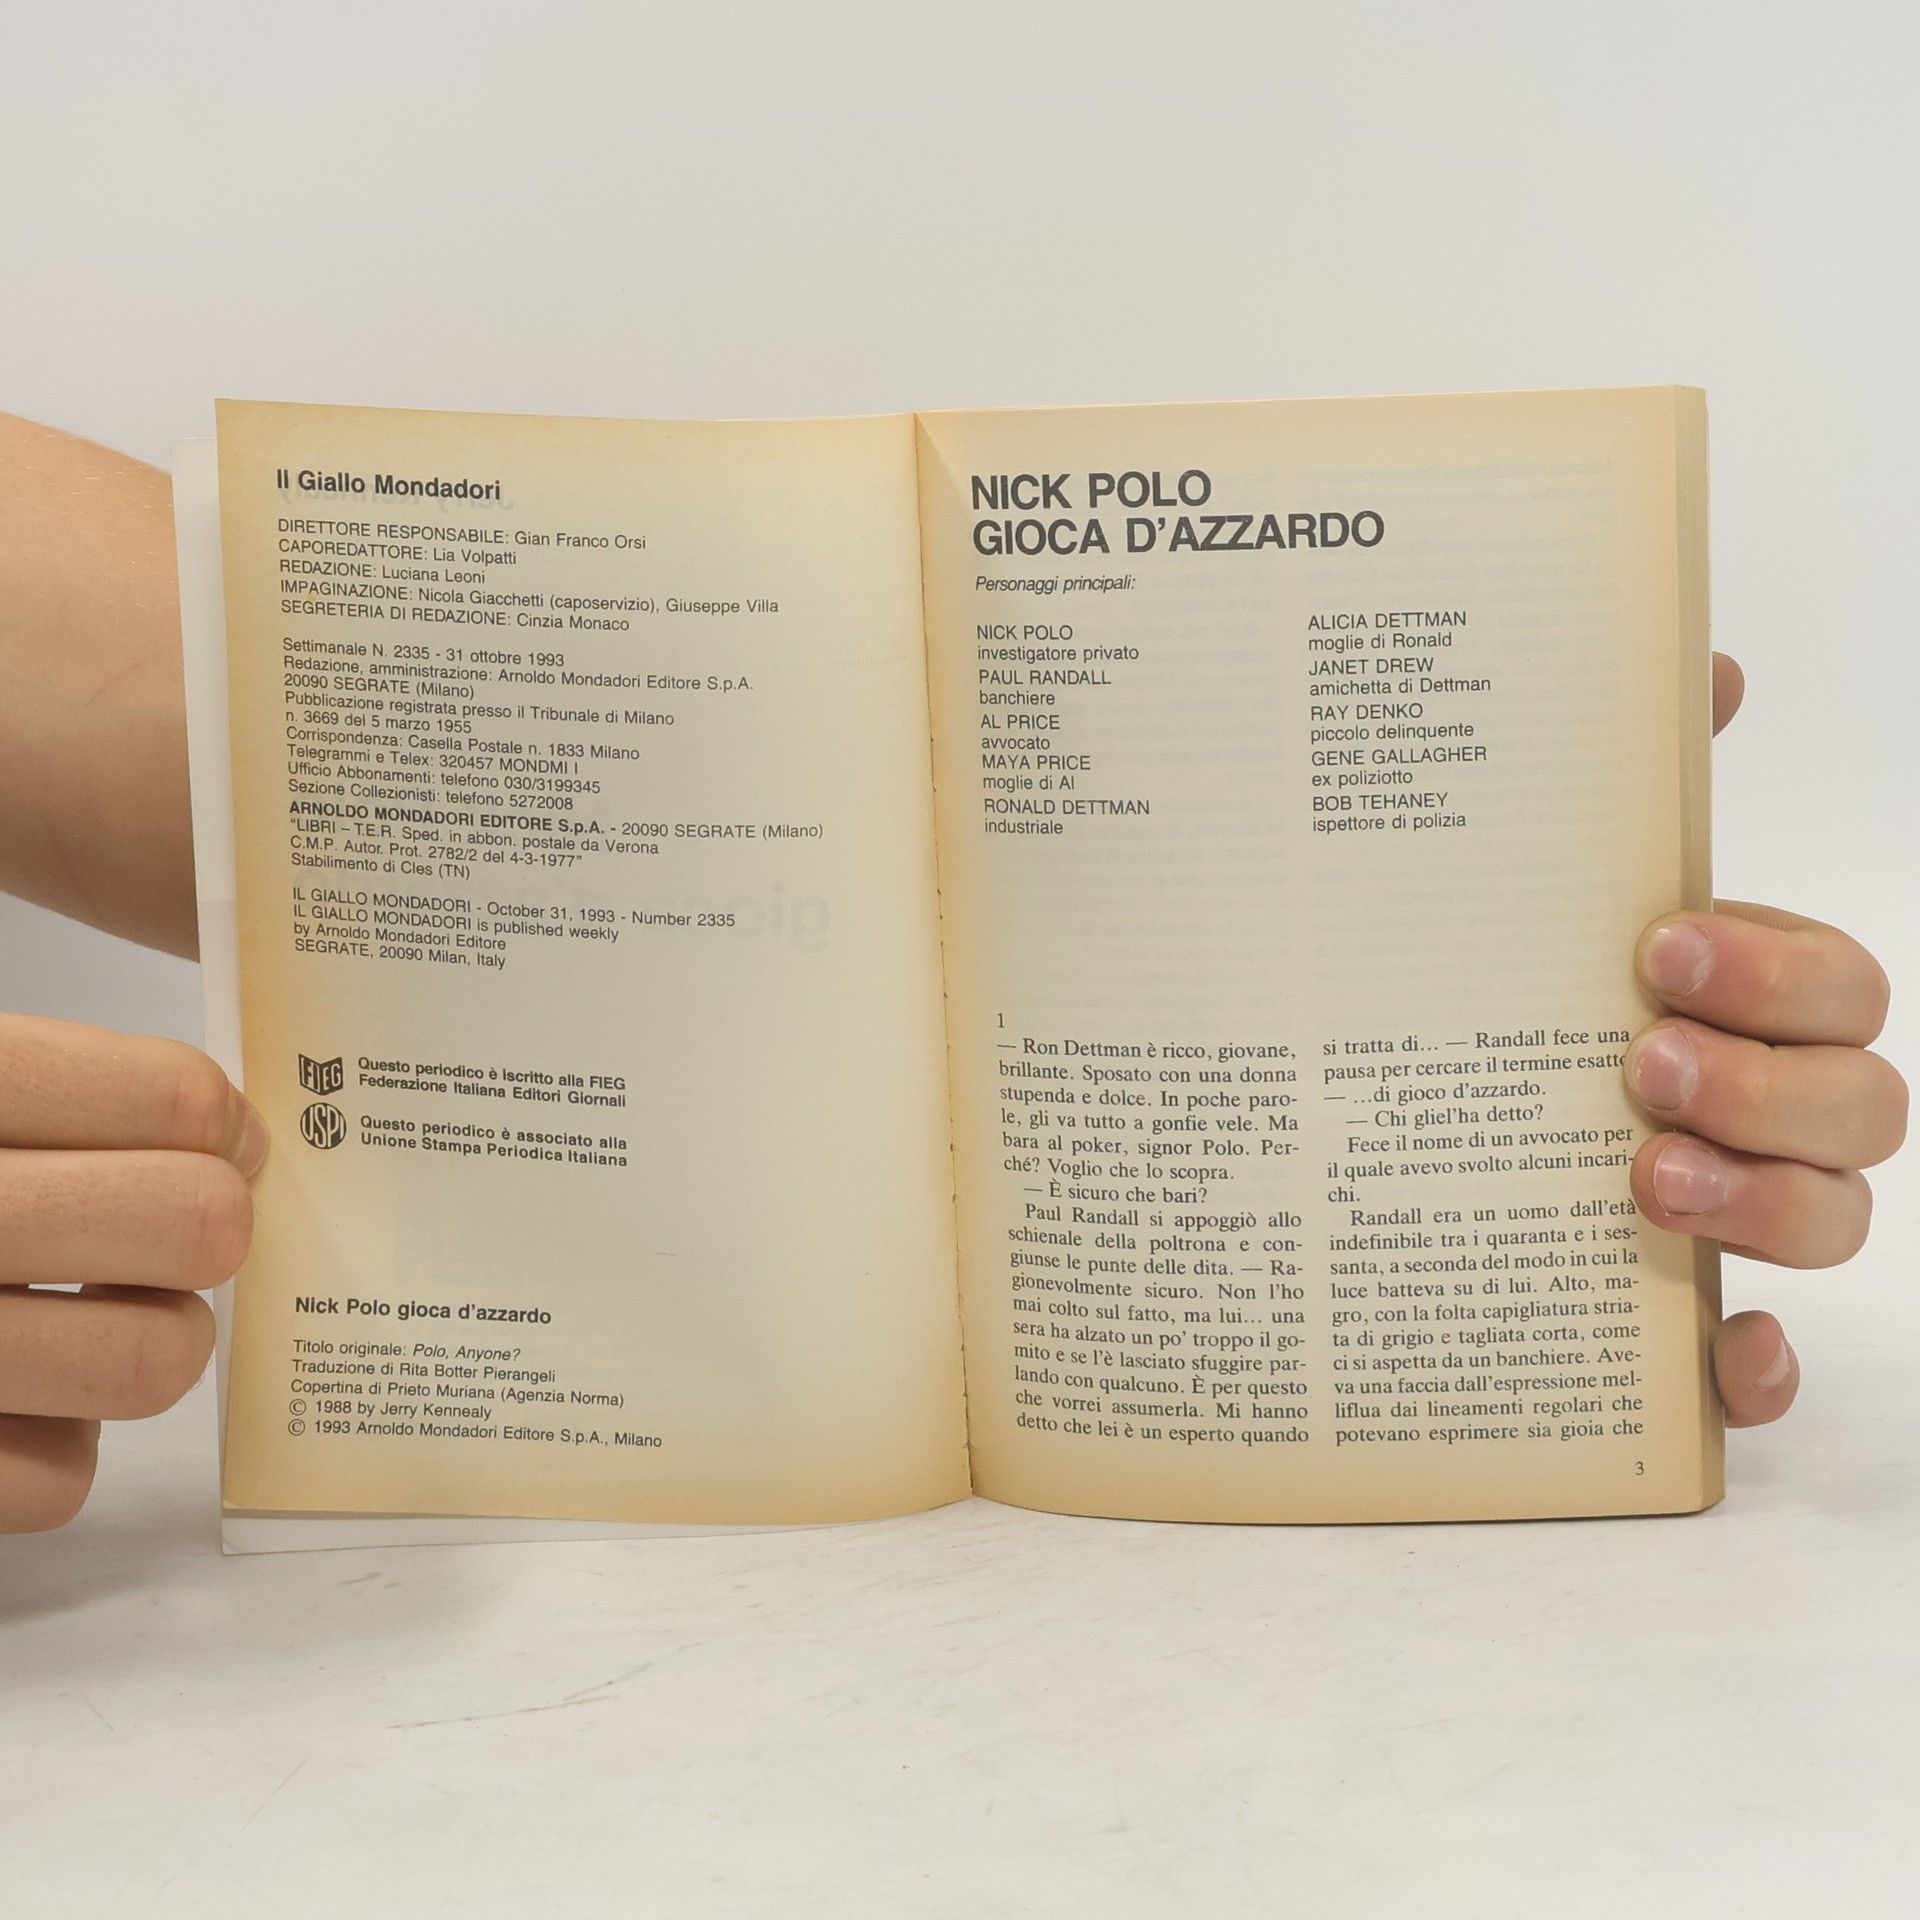 Il Giallo Mondadori
DIRETTORE RESPONSABILE: Gian Franco Orsi
CAPOREDATTORE: Lia Volpatti
REDAZIONE: Luciana Leoni
IMPAGINAZIONE: Nicola Giacchetti (caposervizio), Giuseppe Villa
SEGRETERIA DI REDAZIONE: Cinzia Monaco
Settimanale N. 2335 - 31 ottobre 1993
Redazione, amministrazione: Arnoldo Mondadori Editore S.p.A.
20090 SEGRATE (Milano)
Pubblicazione registrata presso il Tribunale di Milano
n. 3669 del 5 marzo 1955
Corrispondenza: Casella Postale n. 1833 Milano
Telegrammi e Telex: 320457 MONDMI I
Ufficio Abbonamenti: telefono 030/3199345
Sezione Collezionisti: telefono 5272008
ARNOLDO MONDADORI EDITORE S.p.A. - 20090 SEGRATE (Milano)
"LIBRI – T.E.R. Sped. in abbon. postale da Verona
C.M.P. Autor. Prot. 2782/2 del 4-3-1977"
Stabilimento di Cles (TN)
IL GIALLO MONDADORI - October 31, 1993 - Number 2335
IL GIALLO MONDADORI is published weekly
by Arnoldo Mondadori Editore
SEGRATE, 20090 Milan, Italy
FIEG
Questo periodico è Iscritto alla FIEG
Federazione Italiana Editori Giornali
USPI
Questo periodico è associato alla
Unione Stampa Periodica Italiana
Nick Polo gioca d'azzardo
Titolo originale: Polo, Anyone?
Traduzione di Rita Botter Pierangeli
Copertina di Prieto Muriana (Agenzia Norma)
© 1988 by Jerry Kennealy
© 1993 Arnoldo Mondadori Editore S.p.A., Milano
NICK POLO
GIOCA D'AZZARDO
Personaggi principali:
NICK POLO
investigatore privato
PAUL RANDALL
banchiere
AL PRICE
avvocato
MAYA PRICE
moglie di Al
RONALD DETTMAN
industriale
ALICIA DETTMAN
moglie di Ronald
JANET DREW
amichetta di Dettman
RAY DENKO
piccolo delinquente
GENE GALLAGHER
ex poliziotto
BOB TEHANEY
ispettore di polizia
1
— Ron Dettman è ricco, giovane,
brillante. Sposato con una donna
stupenda e dolce. In poche paro-
le, gli va tutto a gonfie vele. Ma
bara al poker, signor Polo. Per-
ché? Voglio che lo scopra.
— È sicuro che bari?
Paul Randall si appoggiò allo
schienale della poltrona e con-
giunse le punte delle dita. — Ra-
gionevolmente sicuro. Non l'ho
mai colto sul fatto, ma lui... una
sera ha alzato un po' troppo il go-
mito e se l'è lasciato sfuggire par-
lando con qualcuno. È per questo
che vorrei assumerla. Mi hanno
detto che lei è un esperto quando
si tratta di... — Randall fece una
pausa per cercare il termine esatto
— ...di gioco d'azzardo.
— Chi gliel'ha detto?
Fece il nome di un avvocato per
il quale avevo svolto alcuni incari-
chi.
Randall era un uomo dall'età
indefinibile tra i quaranta e i ses-
santa, a seconda del modo in cui la
luce batteva su di lui. Alto, ma-
gro, con la folta capigliatura stria-
ta di grigio e tagliata corta, come
ci si aspetta da un banchiere. Ave-
va una faccia dall'espressione mel-
liflua dai lineamenti regolari che
potevano esprimere sia gioia che
3